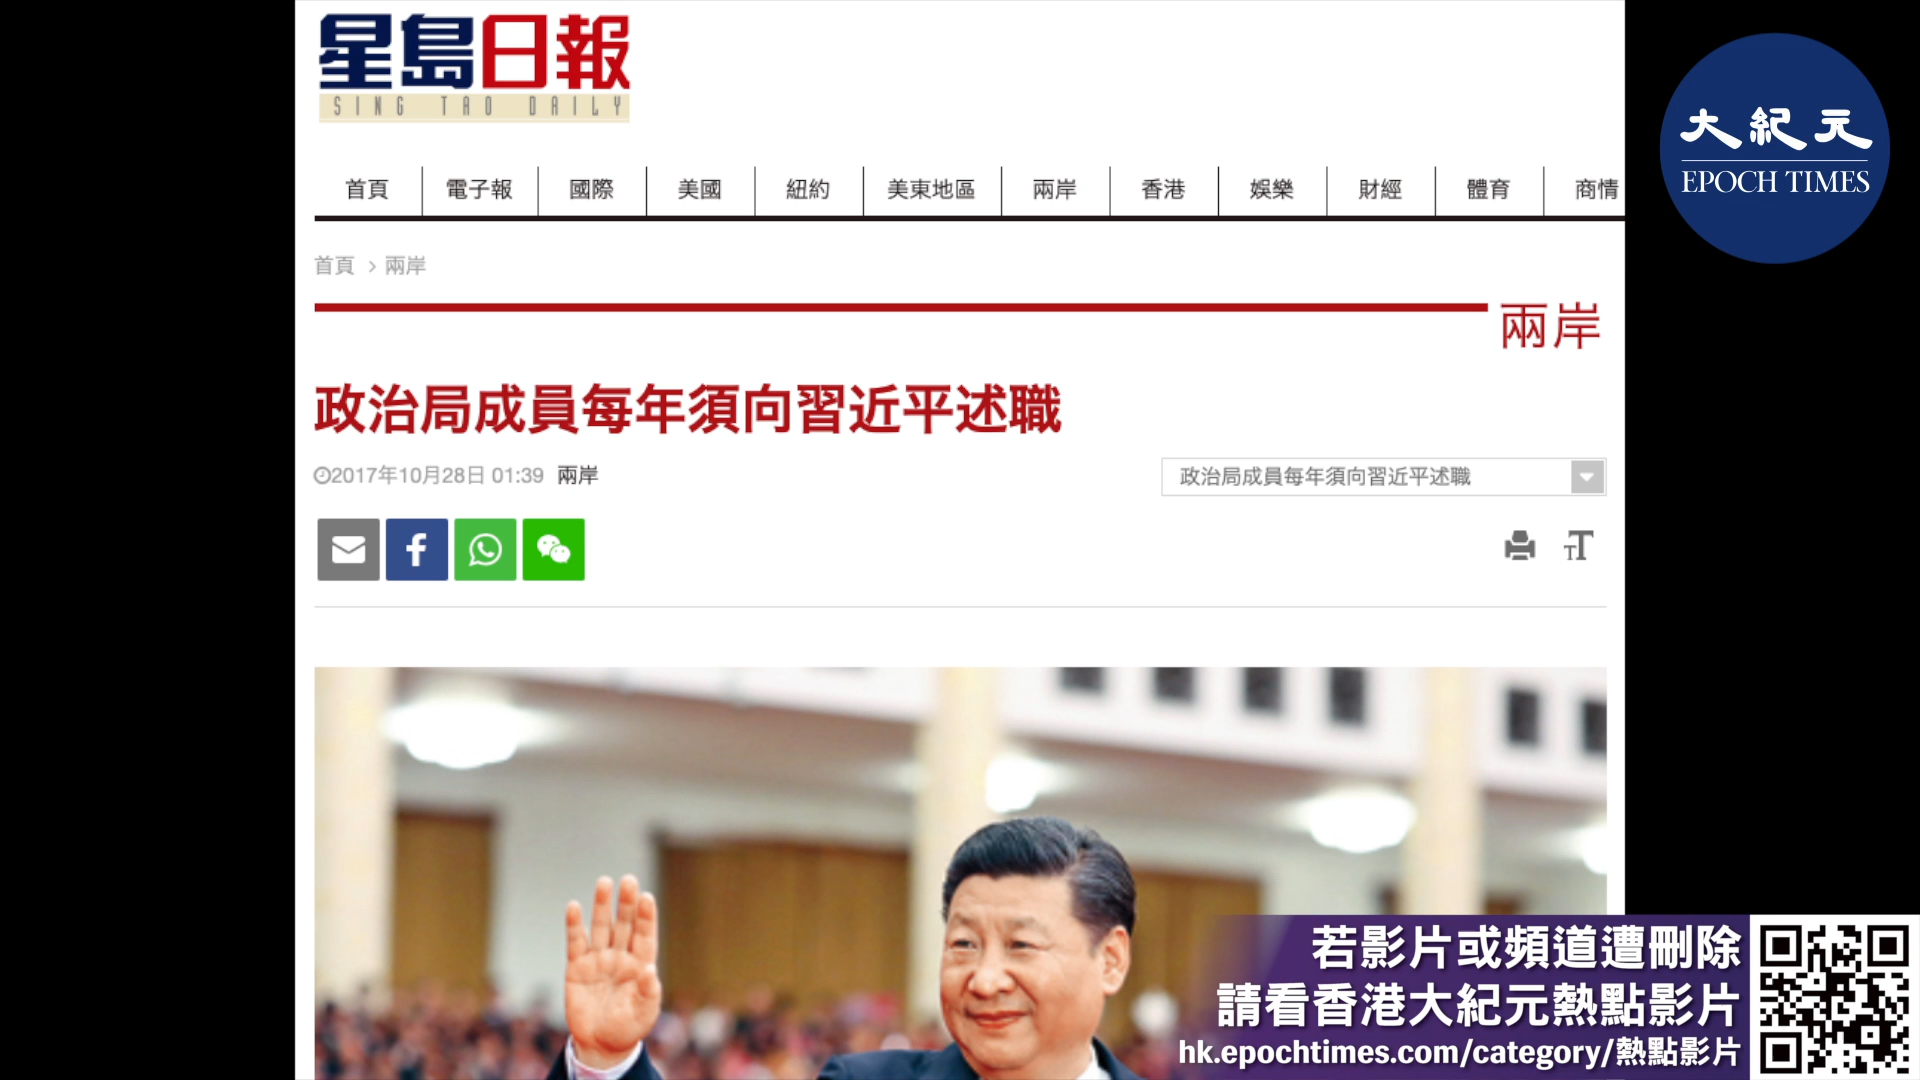 星島日報
SING TAO DAILY
大紀元
EPOCH TIMES
首頁 電子報 國際 美國 紐約 美東地區 兩岸 香港 娛樂 財經 體育 商情
首頁 > 兩岸
兩岸
政治局成員每年須向習近平述職
2017年10月28日 01:39 兩岸
政治局成員每年須向習近平述職
f
TT
若影片或頻道遭刪除
請看香港大紀元熱點影片
hk.epochtimes.com/category/熱點影片